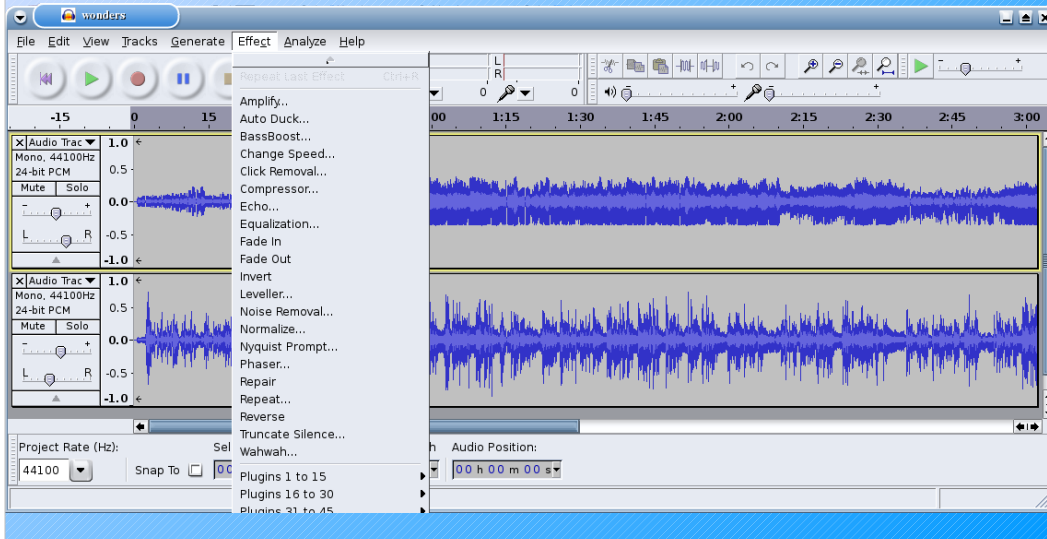 wonders
File Edit View Tracks Generate Effect Analyze Help
Repeat Last Effect Ctrl+R
Amplify...
Auto Duck...
BassBoost...
Change Speed...
Click Removal...
Compressor...
Echo...
Equalization...
Fade In
Fade Out
Invert
Leveller...
Noise Removal...
Normalize...
Nyquist Prompt...
Phaser...
Repair
Repeat...
Reverse
Truncate Silence...
Wahwah...
Plugins 1 to 15
Plugins 16 to 30
Plugins 31 to 45
L
R
0 0
- +
- +
- +
-15 0 15 00 1:15 1:30 1:45 2:00 2:15 2:30 2:45 3:00
X Audio Trac
Mono, 44100Hz
24-bit PCM
Mute Solo
- +
L R
1.0
0.5
0.0
-0.5
-1.0
X Audio Trac
Mono, 44100Hz
24-bit PCM
Mute Solo
- +
L R
1.0
0.5
0.0
-0.5
-1.0
Project Rate (Hz): Sel h Audio Position:
44100 Snap To 00 00 h 00 m 00 s